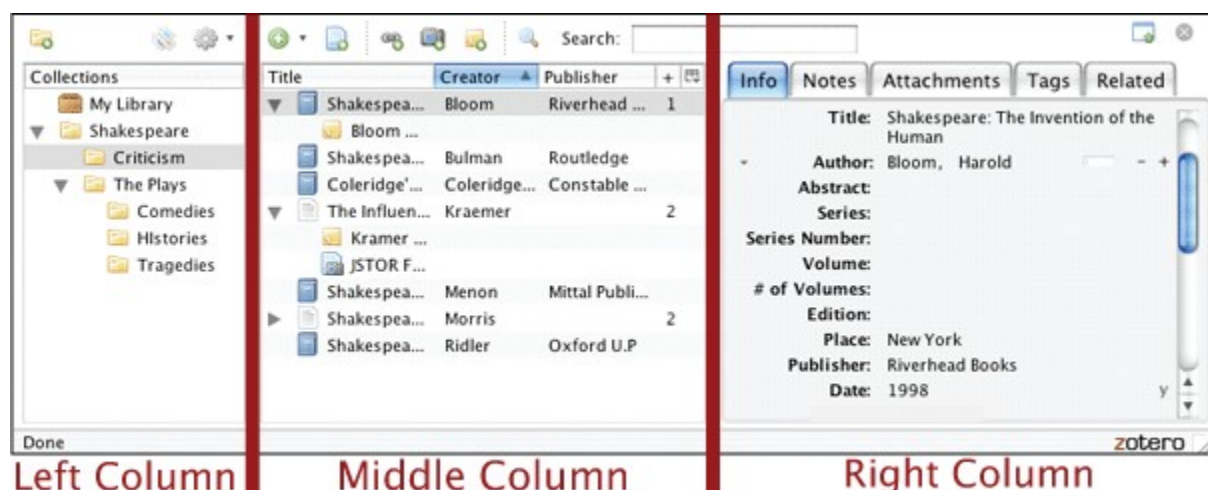 Search:
Collections
My Library
Shakespeare
Criticism
The Plays
Comedies
HIstories
Tragedies
Title Creator Publisher +
Shakespea... Bloom Riverhead ... 1
Bloom ...
Shakespea... Bulman Routledge
Coleridge'... Coleridge... Constable ...
The Influen... Kraemer 2
Kramer ...
JSTOR F...
Shakespea... Menon Mittal Publi...
Shakespea... Morris 2
Shakespea... Ridler Oxford U.P
Info Notes Attachments Tags Related
Title: Shakespeare: The Invention of the
Human
Author: Bloom, Harold - +
Abstract:
Series:
Series Number:
Volume:
# of Volumes:
Edition:
Place: New York
Publisher: Riverhead Books
Date: 1998 y
Done
zotero
Left Column Middle Column Right Column